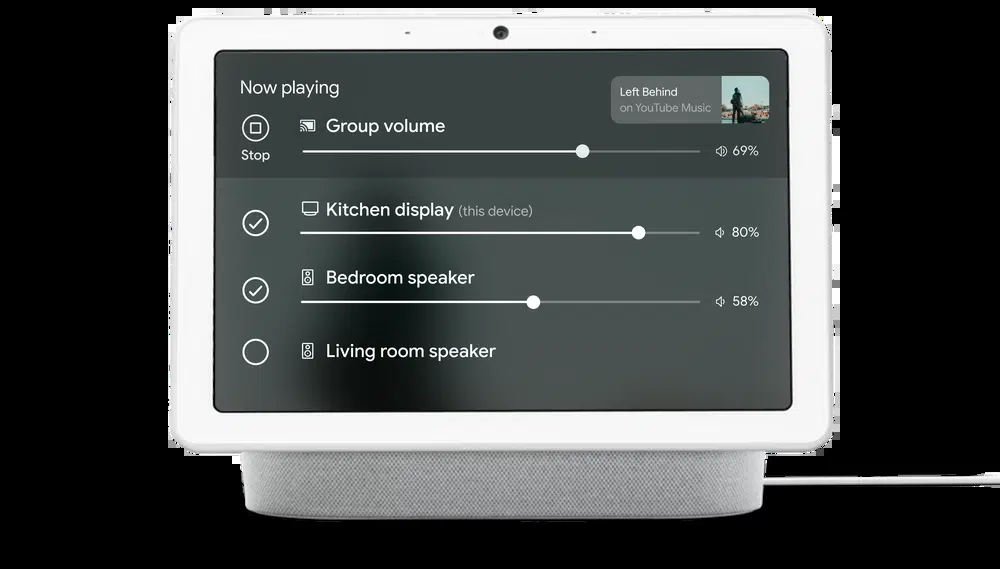 Now playing
Left Behind
on YouTube Music
Stop
Group volume
69%
Kitchen display (this device)
80%
Bedroom speaker
58%
Living room speaker